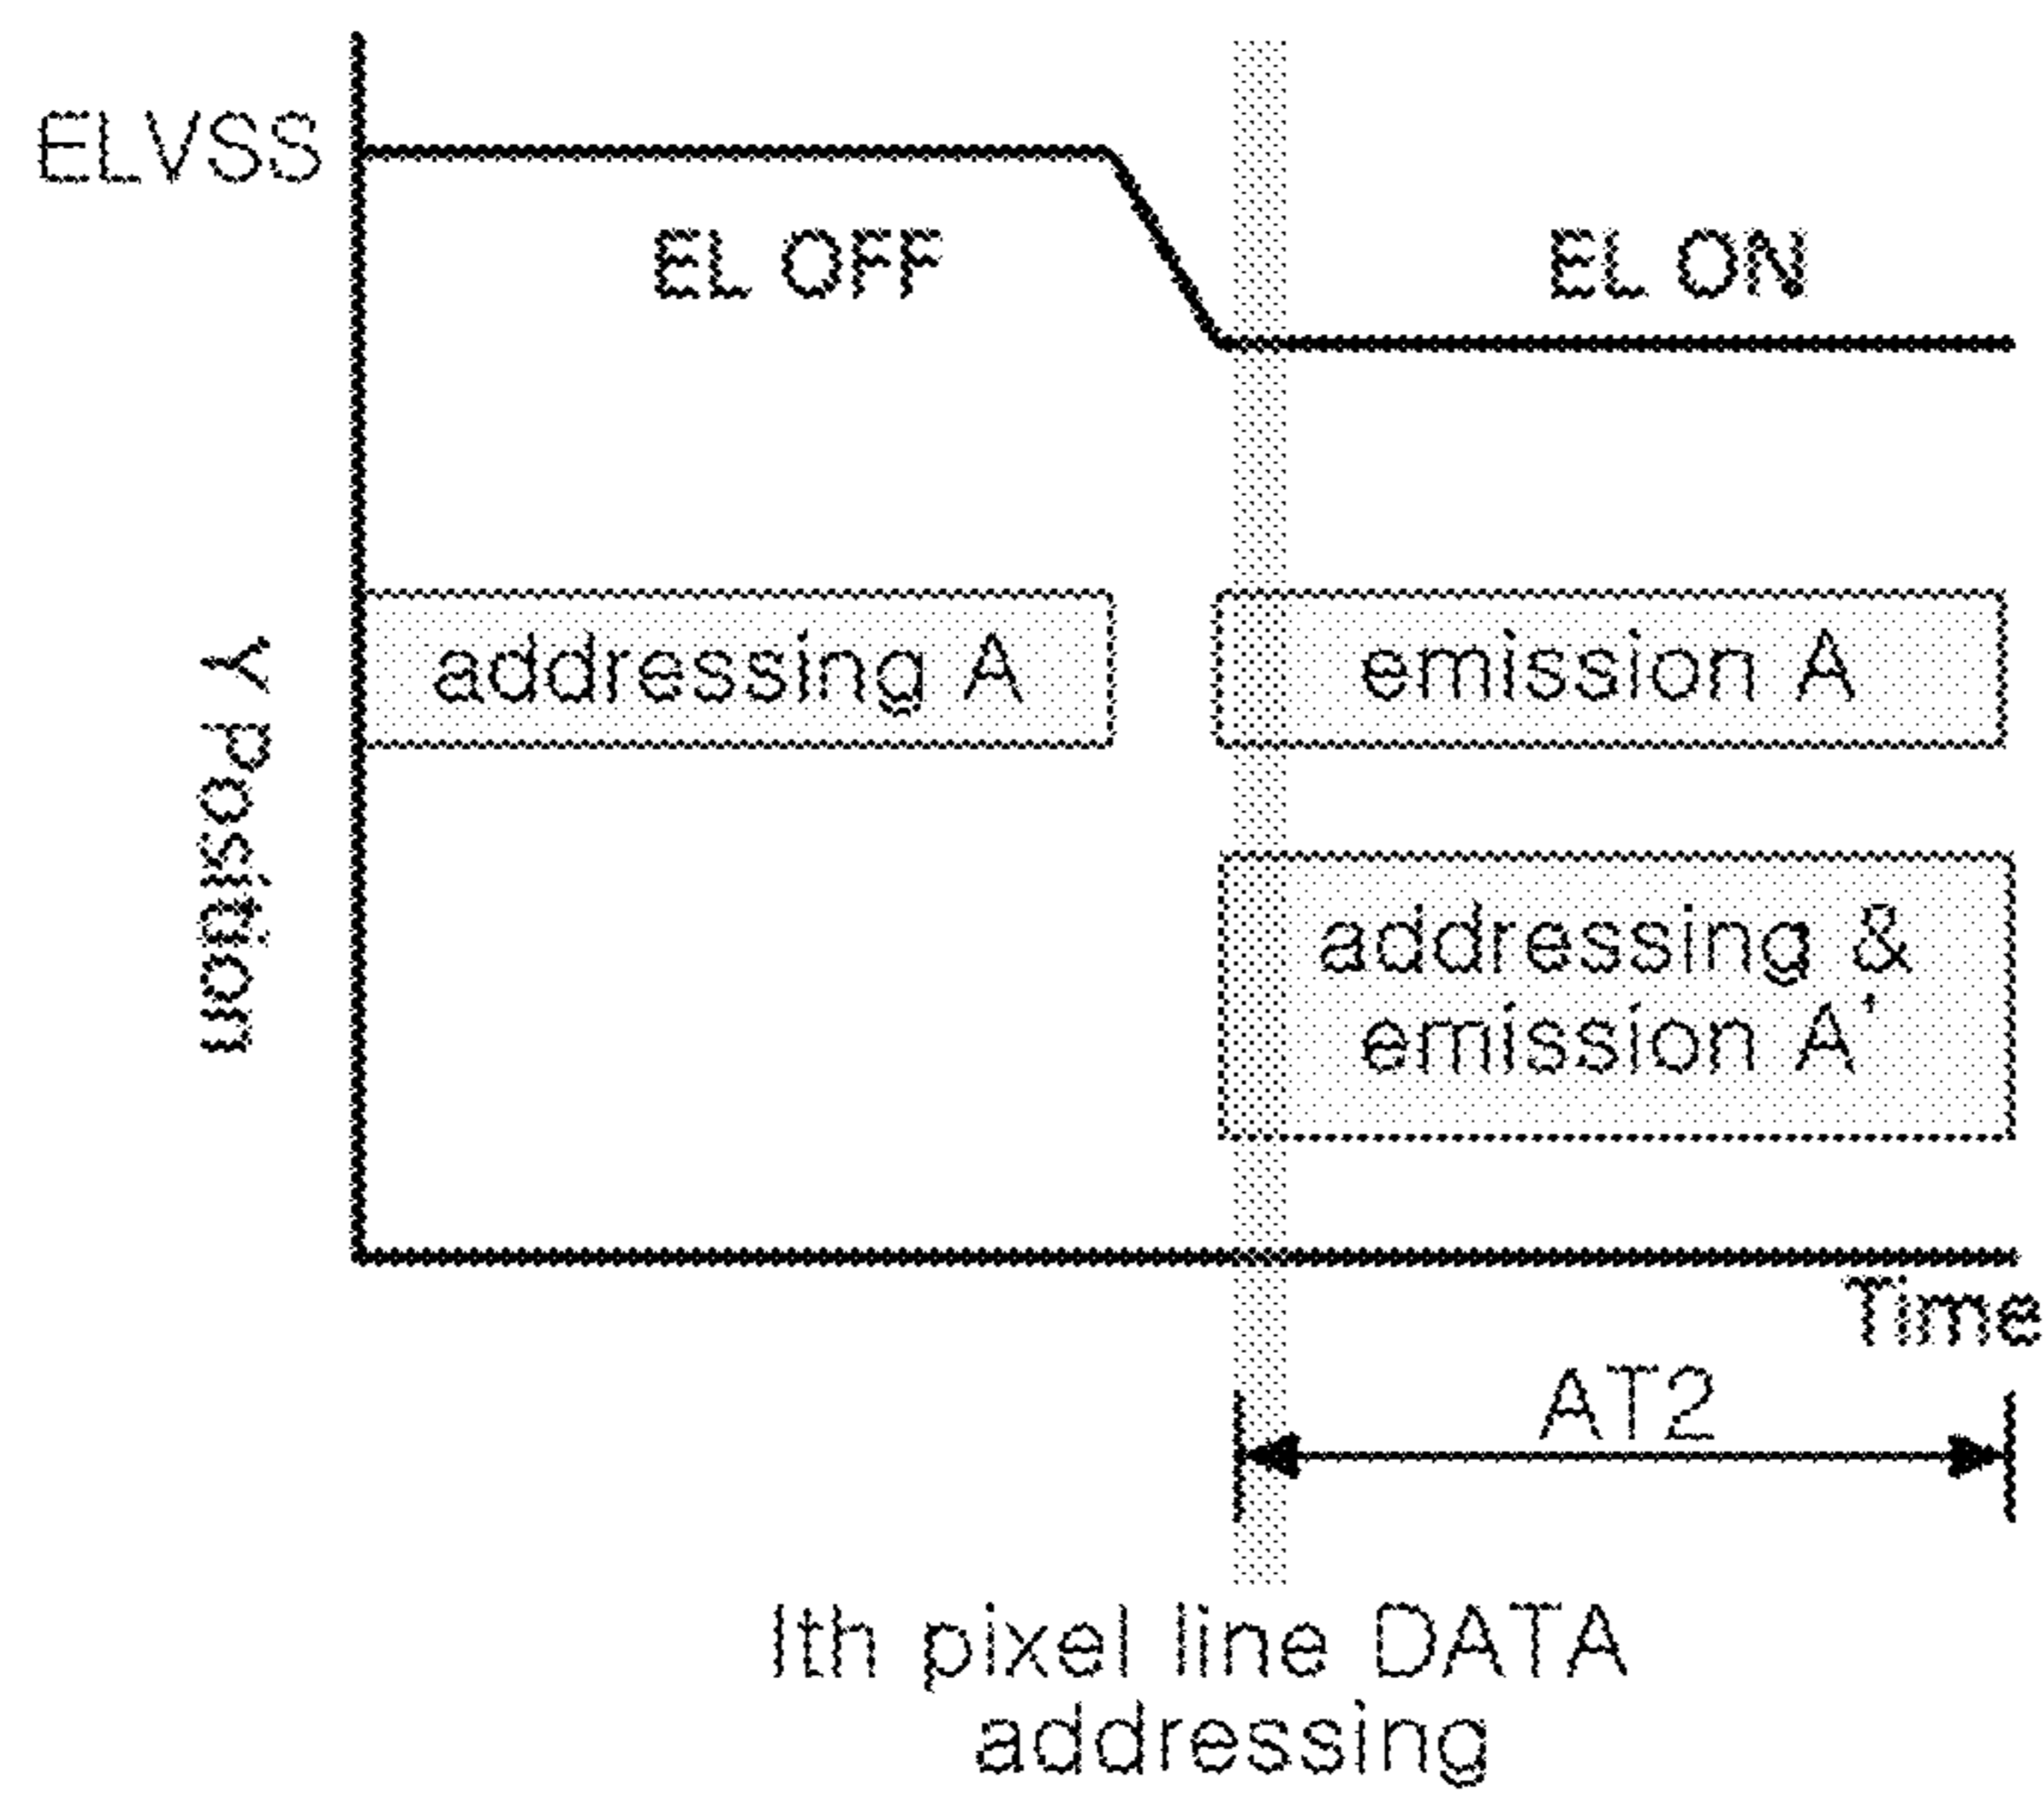 ELVSS
EL OFF
EL ON
Y Position
addressing A
emission A
addressing &
emission A'
Time
AT2
Ith pixel line DATA
addressing